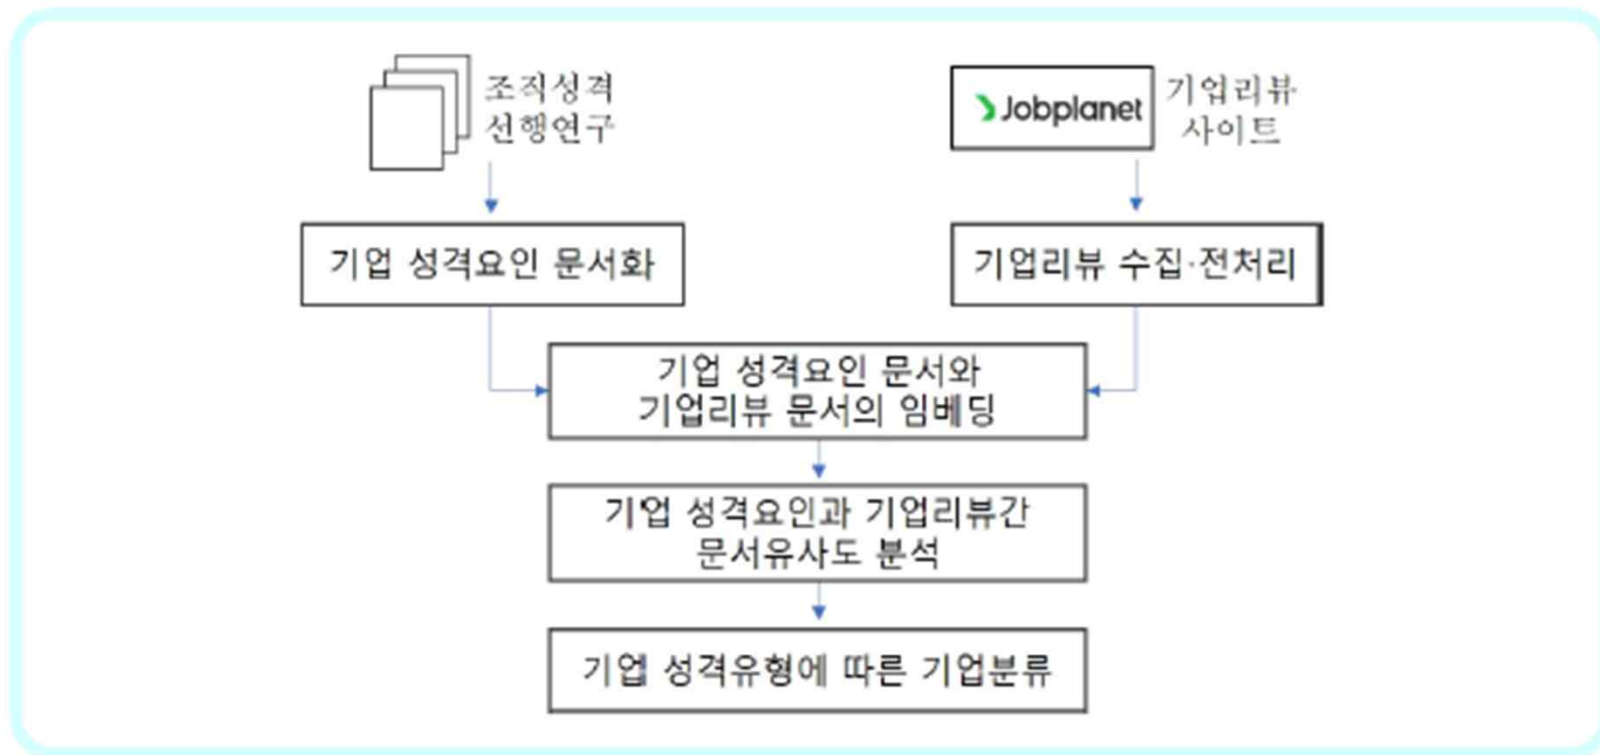 조직성격
선행연구
Jobplanet
기업리뷰
사이트
기업 성격요인 문서화
기업리뷰 수집·전처리
기업 성격요인 문서와
기업리뷰 문서의 임베딩
기업 성격요인과 기업리뷰간
문서유사도 분석
기업 성격유형에 따른 기업분류